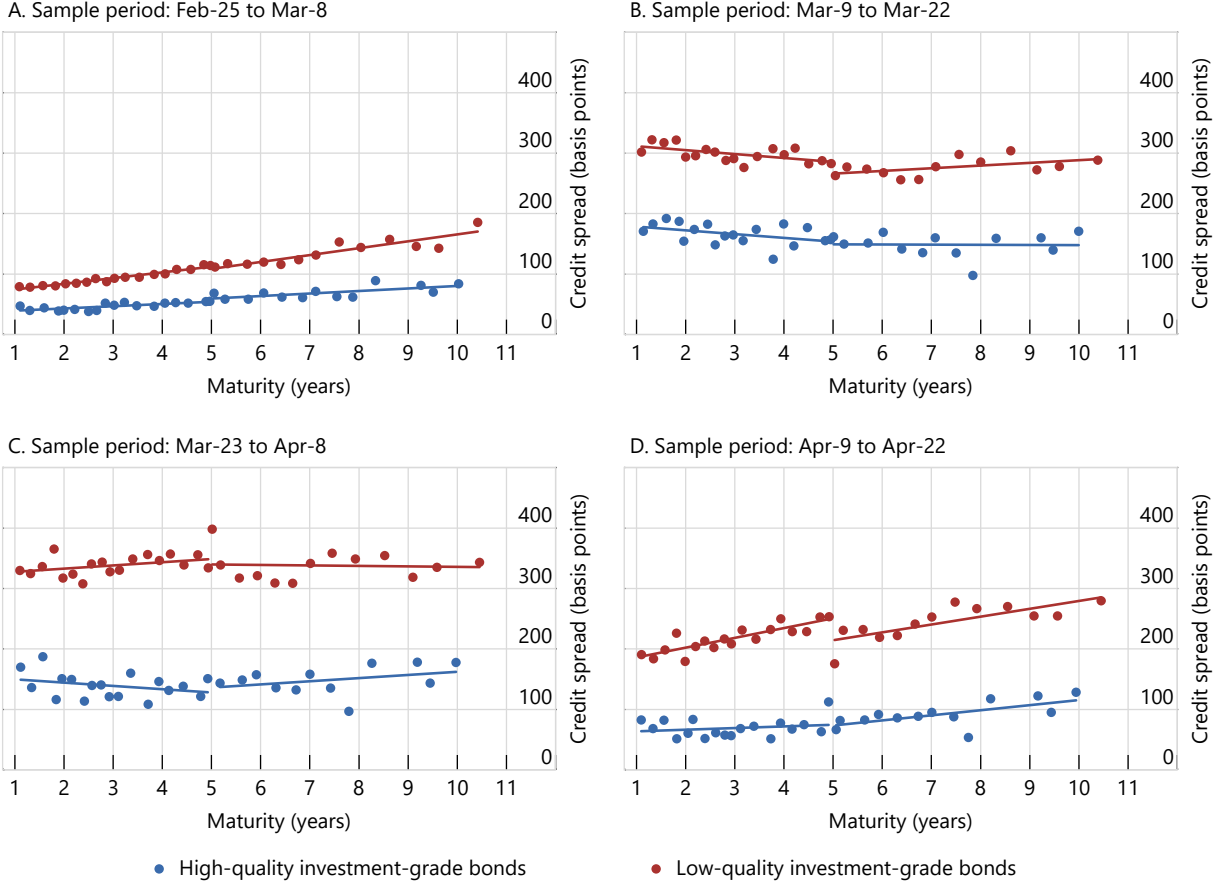 A. Sample period: Feb-25 to Mar-8
400
300
200
100
0
Credit spread (basis points)
1 2 3 4 5 6 7 8 9 10 11
Maturity (years)
B. Sample period: Mar-9 to Mar-22
400
300
200
100
0
Credit spread (basis points)
1 2 3 4 5 6 7 8 9 10 11
Maturity (years)
C. Sample period: Mar-23 to Apr-8
400
300
200
100
0
Credit spread (basis points)
1 2 3 4 5 6 7 8 9 10 11
Maturity (years)
D. Sample period: Apr-9 to Apr-22
400
300
200
100
0
Credit spread (basis points)
1 2 3 4 5 6 7 8 9 10 11
Maturity (years)
High-quality investment-grade bonds
Low-quality investment-grade bonds